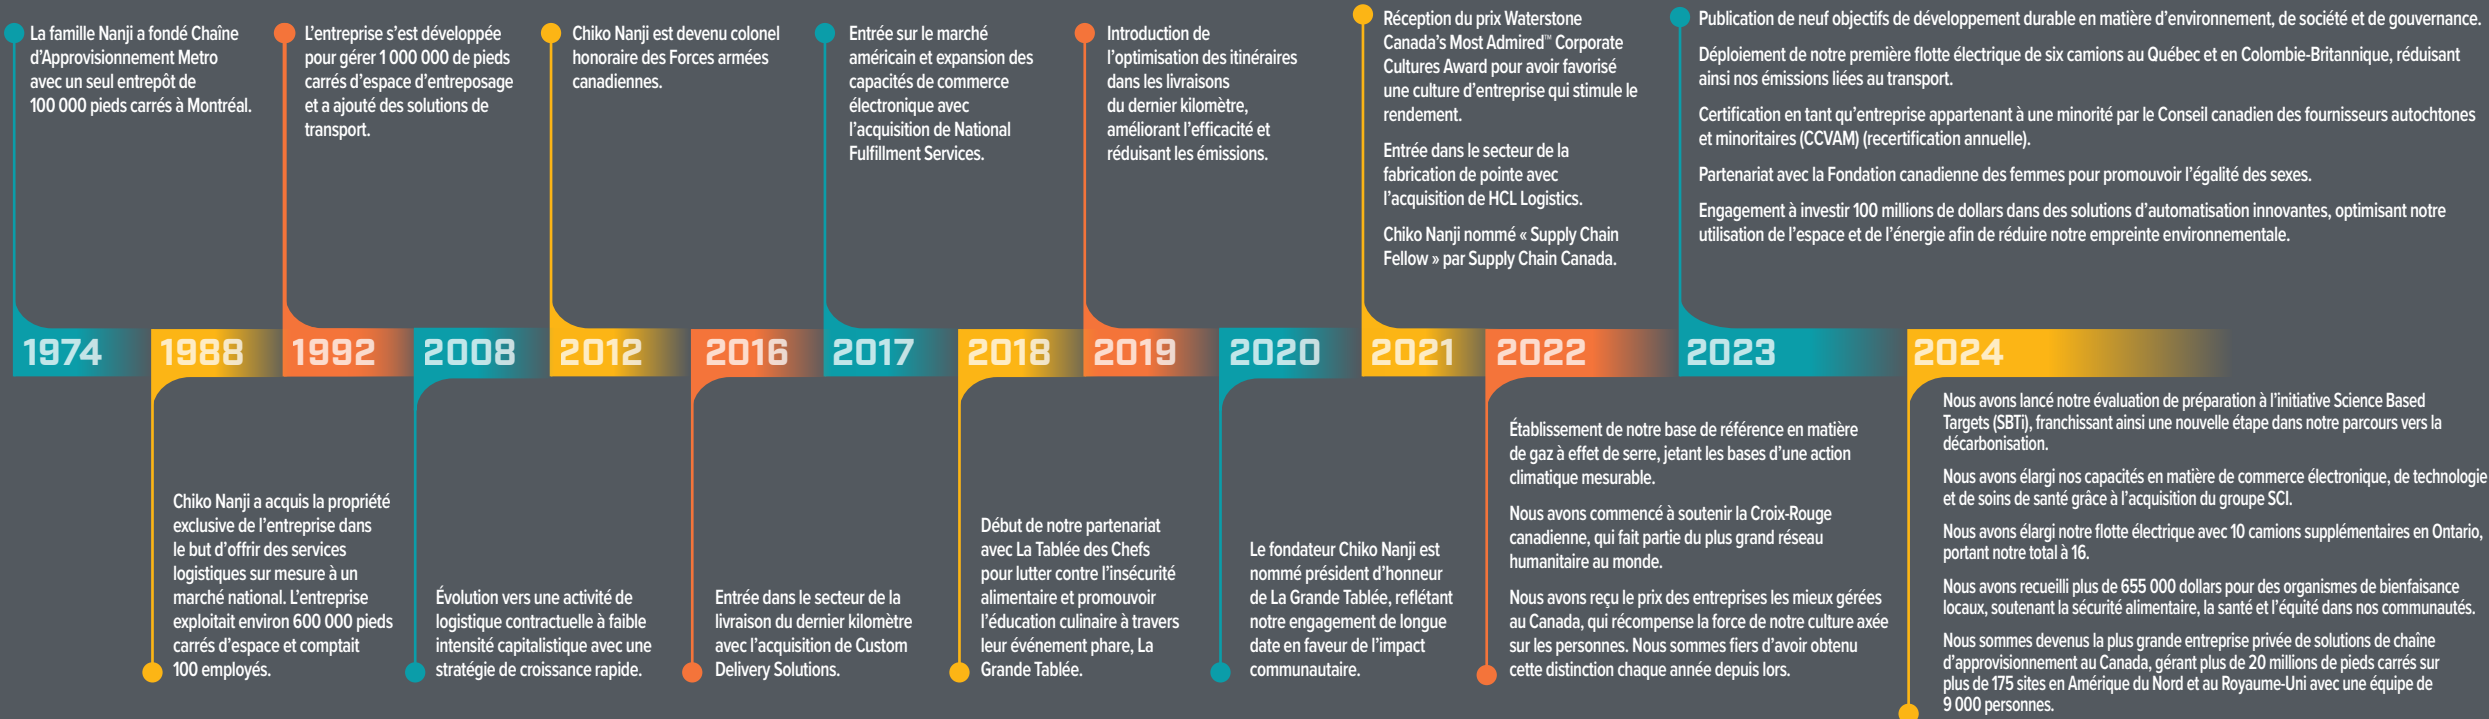 La famille Nanji a fondé Chaîne
d’Approvisionnement Metro
avec un seul entrepôt de
100 000 pieds carrés à Montréal.
L’entreprise s’est développée
pour gérer 1 000 000 de pieds
carrés d’espace d’entreposage
et a ajouté des solutions de
transport.
Chiko Nanji est devenu colonel
honoraire des Forces armées
canadiennes.
Entrée sur le marché
américain et expansion des
capacités de commerce
électronique avec
l’acquisition de National
Fulfillment Services.
Introduction de
l’optimisation des itinéraires
dans les livraisons
du dernier kilomètre,
améliorant l’efficacité et
réduisant les émissions.
Réception du prix Waterstone
Canada’s Most Admired™ Corporate
Cultures Award pour avoir favorisé
une culture d’entreprise qui stimule le
rendement.
Entrée dans le secteur de la
fabrication de pointe avec
l’acquisition de HCL Logistics.
Chiko Nanji nommé « Supply Chain
Fellow » par Supply Chain Canada.
Publication de neuf objectifs de développement durable en matière d’environnement, de société et de gouvernance.
Déploiement de notre première flotte électrique de six camions au Québec et en Colombie-Britannique, réduisant
ainsi nos émissions liées au transport.
Certification en tant qu’entreprise appartenant à une minorité par le Conseil canadien des fournisseurs autochtones
et minoritaires (CCVAM) (recertification annuelle).
Partenariat avec la Fondation canadienne des femmes pour promouvoir l’égalité des sexes.
Engagement à investir 100 millions de dollars dans des solutions d’automatisation innovantes, optimisant notre
utilisation de l’espace et de l’énergie afin de réduire notre empreinte environnementale.
1974
1988
1992
2008
2012
2016
2017
2018
2019
2020
2021
2022
2023
2024
Chiko Nanji a acquis la propriété
exclusive de l’entreprise dans
le but d’offrir des services
logistiques sur mesure à un
marché national. L’entreprise
exploitait environ 600 000 pieds
carrés d’espace et comptait
100 employés.
Évolution vers une activité de
logistique contractuelle à faible
intensité capitalistique avec une
stratégie de croissance rapide.
Entrée dans le secteur de la
livraison du dernier kilomètre
avec l’acquisition de Custom
Delivery Solutions.
Début de notre partenariat
avec La Tablée des Chefs
pour lutter contre l’insécurité
alimentaire et promouvoir
l’éducation culinaire à travers
leur événement phare, La
Grande Tablée.
Le fondateur Chiko Nanji est
nommé président d’honneur
de La Grande Tablée, reflétant
notre engagement de longue
date en faveur de l’impact
communautaire.
Établissement de notre base de référence en matière
de gaz à effet de serre, jetant les bases d’une action
climatique mesurable.
Nous avons commencé à soutenir la Croix-Rouge
canadienne, qui fait partie du plus grand réseau
humanitaire au monde.
Nous avons reçu le prix des entreprises les mieux gérées
au Canada, qui récompense la force de notre culture axée
sur les personnes. Nous sommes fiers d’avoir obtenu
cette distinction chaque année depuis lors.
Nous avons lancé notre évaluation de préparation à l’initiative Science Based
Targets (SBTi), franchissant ainsi une nouvelle étape dans notre parcours vers la
décarbonisation.
Nous avons élargi nos capacités en matière de commerce électronique, de technologie
et de soins de santé grâce à l’acquisition du groupe SCI.
Nous avons élargi notre flotte électrique avec 10 camions supplémentaires en Ontario,
portant notre total à 16.
Nous avons recueilli plus de 655 000 dollars pour des organismes de bienfaisance
locaux, soutenant la sécurité alimentaire, la santé et l’équité dans nos communautés.
Nous sommes devenus la plus grande entreprise privée de solutions de chaîne
d’approvisionnement au Canada, gérant plus de 20 millions de pieds carrés sur
plus de 175 sites en Amérique du Nord et au Royaume-Uni avec une équipe de
9 000 personnes.